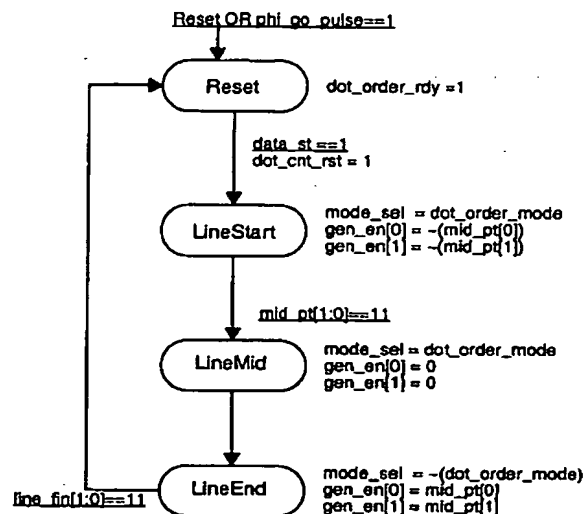 Reset OR phi_go_pulse==1
Reset
dot_order_rdy =1
data_st==1
dot_cnt_rst = 1
LineStart
mode_sel = dot_order_mode
gen_en[0] = ~(mid_pt[0])
gen_en[1] = ~(mid_pt[1])
mid_pt[1:0]==11
LineMid
mode_sel = dot_order_mode
gen_en[0] = 0
gen_en[1] = 0
LineEnd
mode_sel = ~(dot_order_mode)
gen_en[0] = mid_pt[0]
gen_en[1] = mid_pt[1]
line_fin[1:0]==11